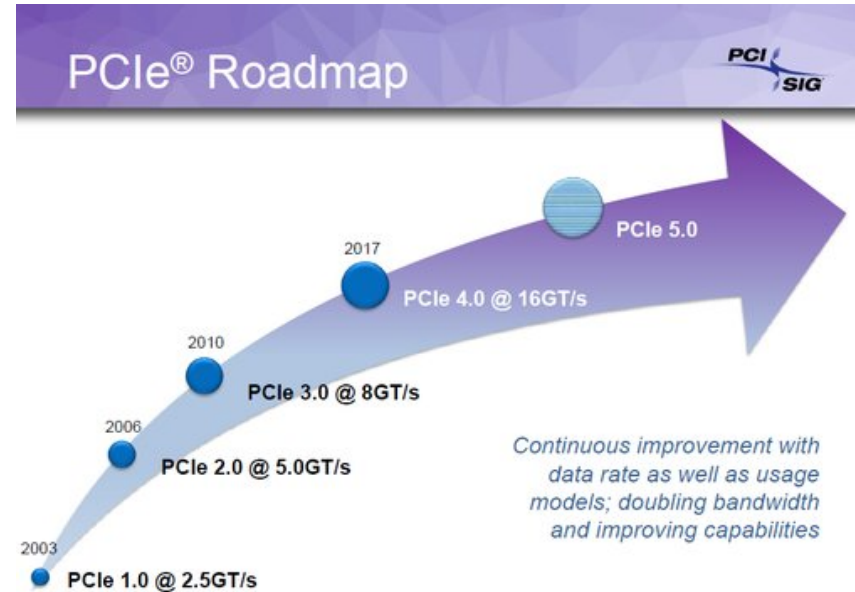 PCIe® Roadmap
PCI
SIG
PCIe 5.0
2017
PCIe 4.0 @ 16GT/s
2010
PCIe 3.0 @ 8GT/s
2006
PCIe 2.0 @ 5.0GT/s
2003
PCIe 1.0 @ 2.5GT/s
Continuous improvement with
data rate as well as usage
models; doubling bandwidth
and improving capabilities